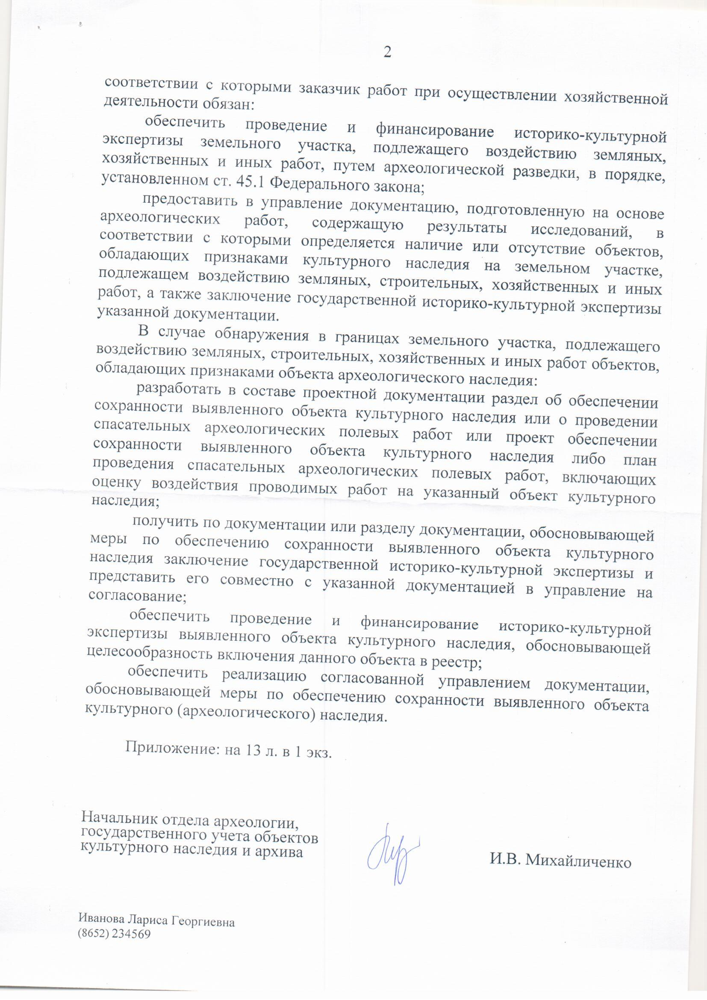 2
соответствии с которыми заказчик работ при осуществлении хозяйственной
деятельности обязан:
обеспечить проведение и финансирование историко-культурной
экспертизы земельного участка, подлежащего воздействию земляных,
хозяйственных и иных работ, путем археологической разведки, в порядке,
установленном ст. 45.1 Федерального закона;
предоставить в управление документацию, подготовленную на основе
археологических работ, содержащую результаты исследований, в
соответствии с которыми определяется наличие или отсутствие объектов,
обладающих признаками культурного наследия на земельном участке,
подлежащем воздействию земляных, строительных, хозяйственных и иных
работ, а также заключение государственной историко-культурной экспертизы
указанной документации.
В случае обнаружения в границах земельного участка, подлежащего
воздействию земляных, строительных, хозяйственных и иных работ объектов,
обладающих признаками объекта археологического наследия:
разработать в составе проектной документации раздел об обеспечении
сохранности выявленного объекта культурного наследия или о проведении
спасательных археологических полевых работ или проект обеспечении
сохранности выявленного объекта культурного наследия либо план
проведения спасательных археологических полевых работ, включающих
оценку воздействия проводимых работ на указанный объект культурного
наследия;
получить по документации или разделу документации, обосновывающей
меры по обеспечению сохранности выявленного объекта культурного
наследия заключение государственной историко-культурной экспертизы и
представить его совместно с указанной документацией в управление на
согласование;
обеспечить проведение и финансирование историко-культурной
экспертизы выявленного объекта культурного наследия, обосновывающей
целесообразность включения данного объекта в реестр;
обеспечить реализацию согласованной управлением документации,
обосновывающей меры по обеспечению сохранности выявленного объекта
культурного (археологического) наследия.
Приложение: на 13 л. в 1 экз.
Начальник отдела археологии,
государственного учета объектов
культурного наследия и архива
И.В. Михайличенко
Иванова Лариса Георгиевна
(8652) 234569